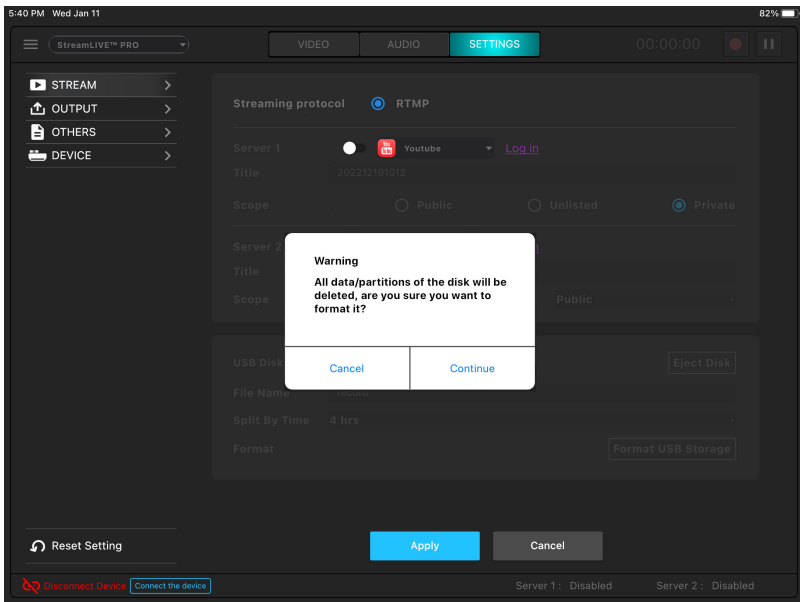 5:40 PM Wed Jan 11
82%
StreamLIVE™ PRO
VIDEO
AUDIO
SETTINGS
00:00:00
STREAM
OUTPUT
OTHERS
DEVICE
Streaming protocol
RTMP
Server 1
You
Tube
Youtube
Log in
Title
202212191012
Scope
Public
Unlisted
Private
Server 2
Title
Scope
Public
Warning
All data/partitions of the disk will be
deleted, are you sure you want to
format it?
Cancel
Continue
USB Disk
Eject Disk
File Name
record
Split By Time
4 hrs
Format
Format USB Storage
Reset Setting
Apply
Cancel
Disconnect Device
Connect the device
Server 1 : Disabled
Server 2 : Disabled